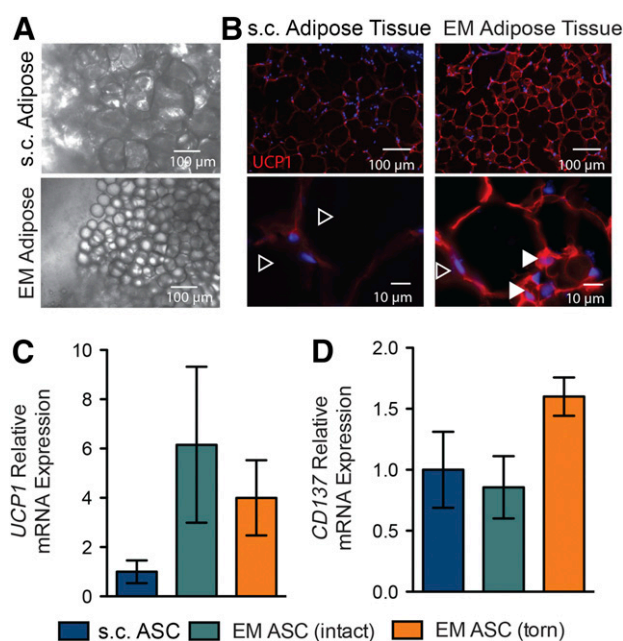 A
s.c. Adipose
100 µm
EM Adipose
100 µm
B
s.c. Adipose Tissue
EM Adipose Tissue
UCP1
100 µm
100 µm
10 µm
10 µm
C
UCP1 Relative
mRNA Expression
10
8
6
4
2
0
D
CD137 Relative
mRNA Expression
2.0
1.5
1.0
0.5
0.0
s.c. ASC
EM ASC (intact)
EM ASC (torn)